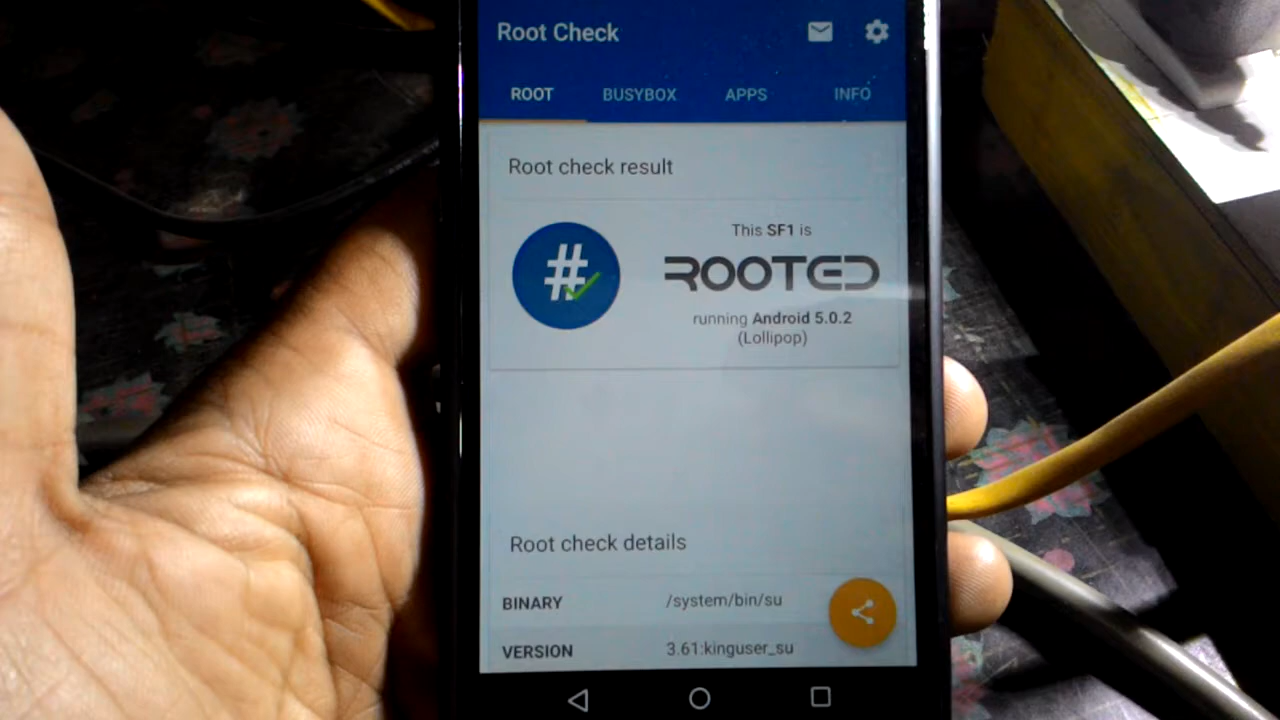 Root Check
ROOT BUSYBOX APPS INFO
Root check result
This SF1 is
ROOTED
running Android 5.0.2
(Lollipop)
Root check details
BINARY /system/bin/su
VERSION 3.61:kinguser_su